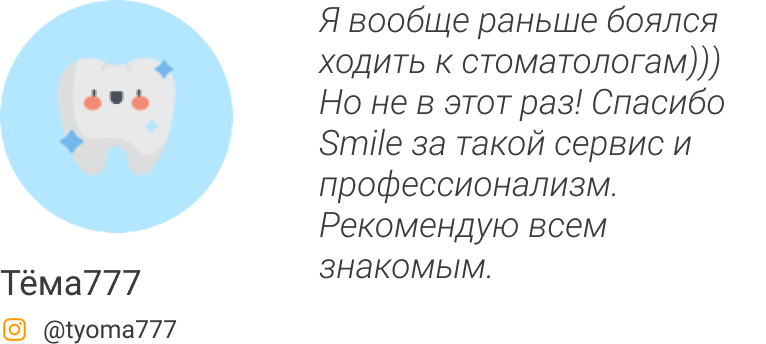 Я вообще раньше боялся
ходить к стоматологам)))
Но не в этот раз! Спасибо
Smile за такой сервис и
профессионализм.
Рекомендую всем
знакомым.
Тёма777
@tyoma777